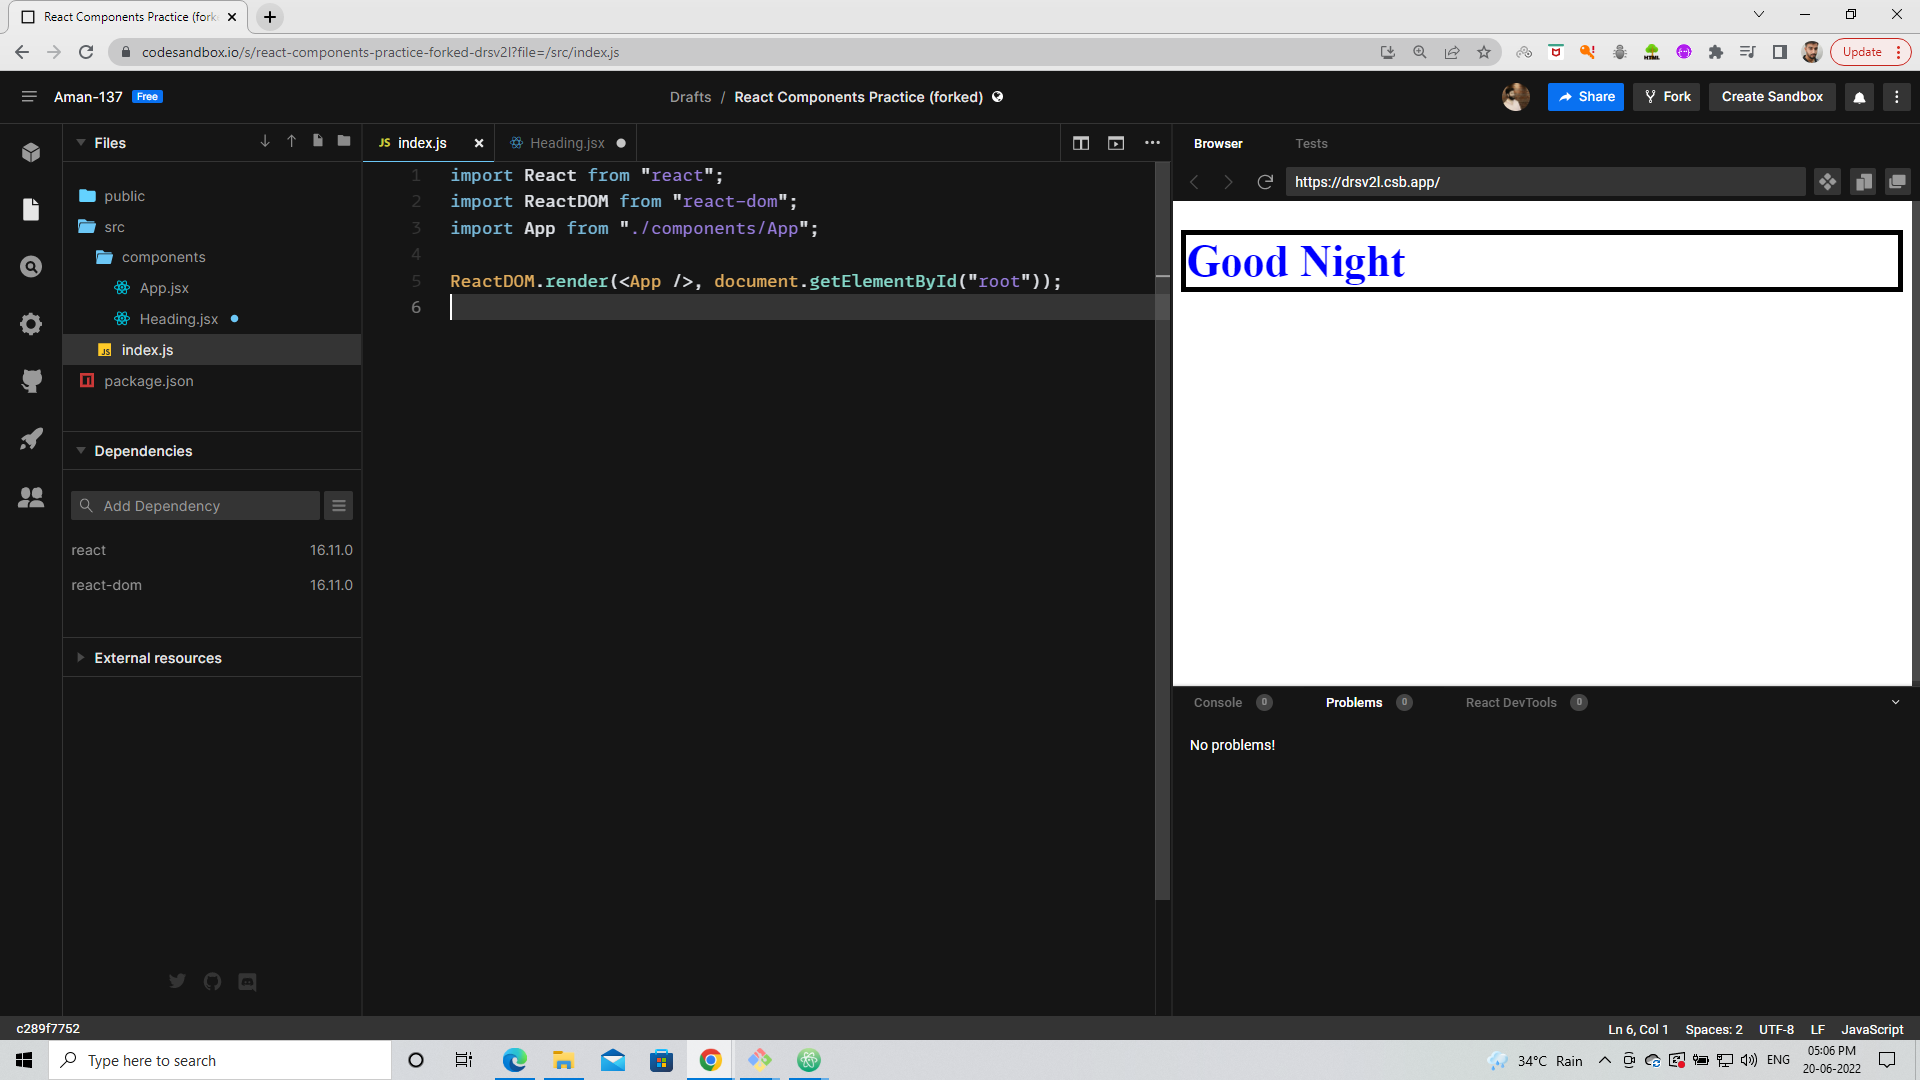 React Components Practice (fork
codesandbox.io/s/react-components-practice-forked-drsv2l?file=/src/index.js
Update
Aman-137 Free
Drafts / React Components Practice (forked)
Share
Fork
Create Sandbox
Files
public
src
components
App.jsx
Heading.jsx
JS index.js
package.json
Dependencies
Add Dependency
react 16.11.0
react-dom 16.11.0
External resources
JS index.js
Heading.jsx
1 import React from "react";
2 import ReactDOM from "react-dom";
3 import App from "./components/App";
4
5 ReactDOM.render(<App />, document.getElementById("root"));
6
Browser
Tests
https://drsv2l.csb.app/
Good Night
Console 0
Problems 0
React DevTools 0
No problems!
c289f7752
Ln 6, Col 1
Spaces: 2
UTF-8
LF
JavaScript
Type here to search
34°C Rain
ENG
05:06 PM
20-06-2022